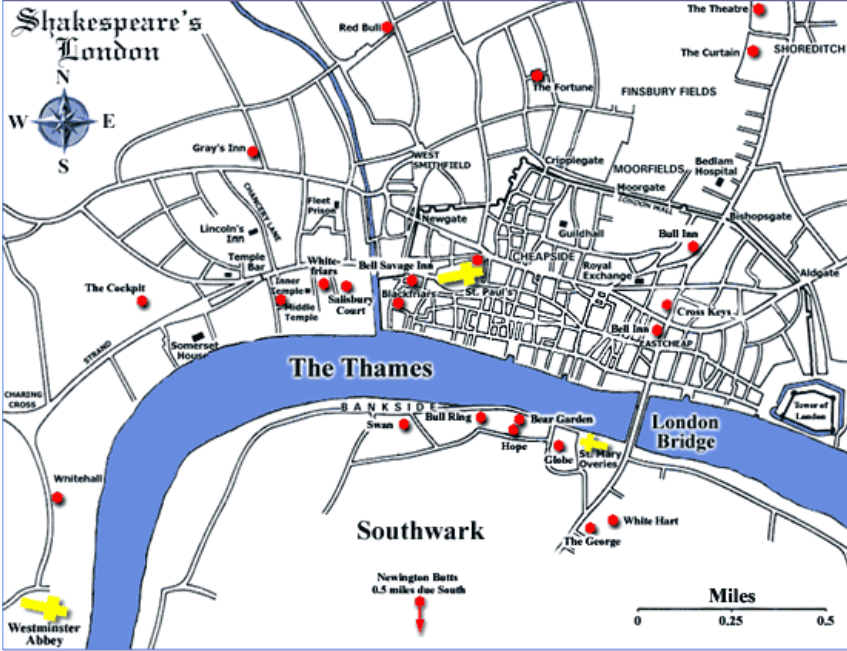 Shakespeare's
London
N
W E
S
Red Bull
The Theatre
The Curtain
SHOREDITCH
The Fortune
FINSBURY FIELDS
Gray's Inn
WEST
SMITHFIELD
Cripplegate
MOORFIELDS
Bedlam
Hospital
Moorgate
LONDON WALL
CHANCERY LANE
Fleet
Prison
Newgate
Bishopsgate
Lincoln's
Inn
Guildhall
Bull Inn
Temple
Bar
White-
friars
Bell Savage Inn
CHEAPSIDE
Royal
Exchange
Aldgate
The Cockpit
Inner
Temple
Middle
Temple
Salisbury
Court
Blackfriars
St. Paul's
Cross Keys
Bell Inn
EASTCHEAP
STRAND
Somerset
House
The Thames
CHARING
CROSS
BANKSIDE
Swan
Bull Ring
Bear Garden
Hope
Globe
St. Mary
Overies
London
Bridge
Tower of
London
Whitehall
White Hart
The George
Southwark
Newington Butts
0.5 miles due South
Westminster
Abbey
Miles
0 0.25 0.5